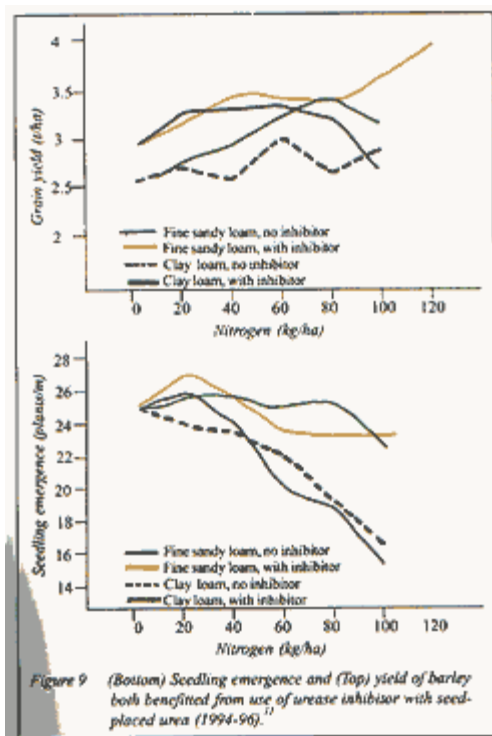 4
3.5
3
2.5
2
Grain yield (t/ha)
Fine sandy loam, no inhibitor
Fine sandy loam, with inhibitor
Clay loam, no inhibitor
Clay loam, with inhibitor
0 20 40 60 80 100 120
Nitrogen (kg/ha)
28
26
24
22
20
18
16
14
Seedling emergence (plants/m)
Fine sandy loam, no inhibitor
Fine sandy loam, with inhibitor
Clay loam, no inhibitor
Clay loam, with inhibitor
0 20 40 60 80 100 120
Nitrogen (kg/ha)
Figure 9 (Bottom) Seedling emergence and (Top) yield of barley
both benefitted from use of urease inhibitor with seed-
placed urea (1994-96).